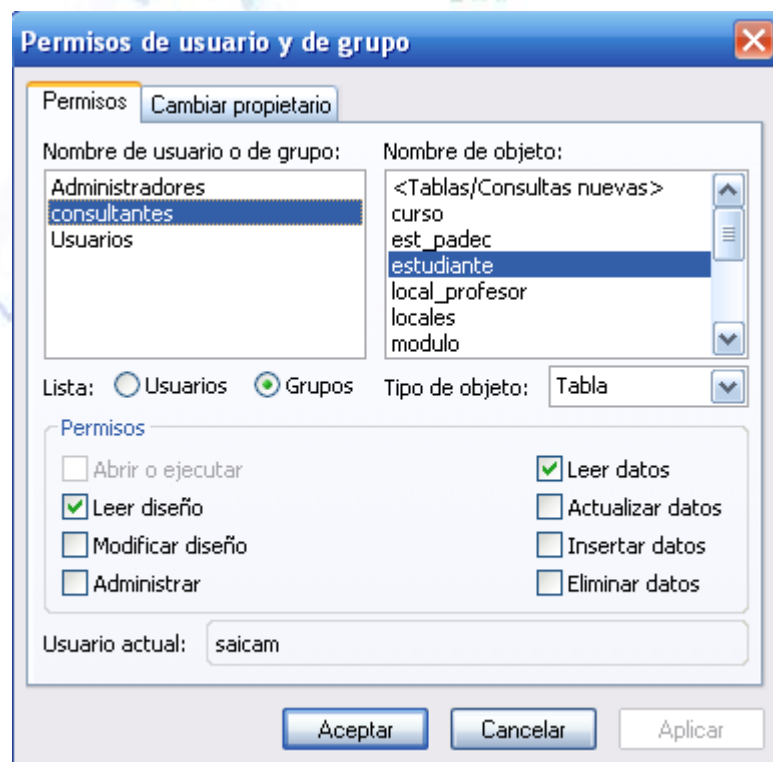 Permisos de usuario y de grupo
Permisos
Cambiar propietario
Nombre de usuario o de grupo:
Administradores
consultantes
Usuarios
Nombre de objeto:
<Tablas/Consultas nuevas>
curso
est_padec
estudiante
local_profesor
locales
modulo
Lista: Usuarios Grupos
Tipo de objeto: Tabla
Permisos
Abrir o ejecutar
Leer diseño
Modificar diseño
Administrar
Leer datos
Actualizar datos
Insertar datos
Eliminar datos
Usuario actual: saicam
Aceptar Cancelar Aplicar